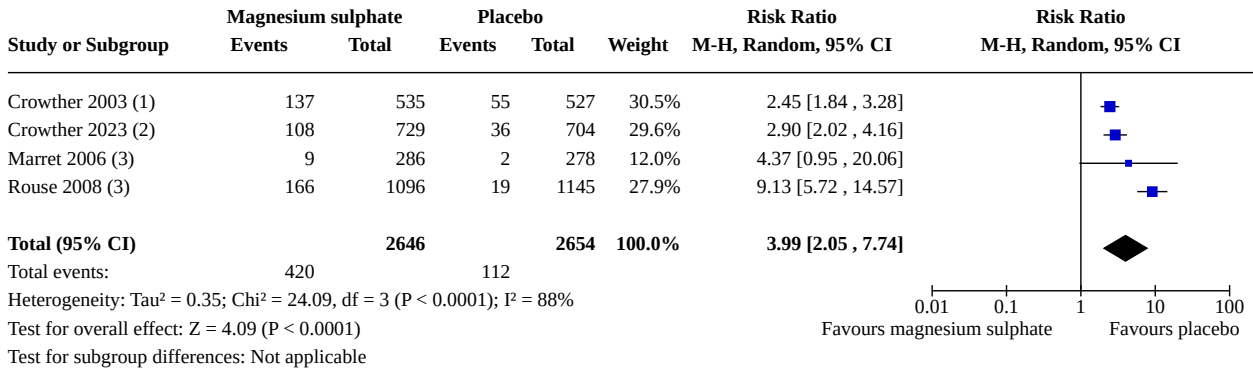 Magnesium sulphate Placebo Risk Ratio Risk Ratio
Study or Subgroup Events Total Events Total Weight M-H, Random, 95% CI M-H, Random, 95% CI
Crowther 2003 (1) 137 535 55 527 30.5% 2.45 [1.84 , 3.28]
Crowther 2023 (2) 108 729 36 704 29.6% 2.90 [2.02 , 4.16]
Marret 2006 (3) 9 286 2 278 12.0% 4.37 [0.95 , 20.06]
Rouse 2008 (3) 166 1096 19 1145 27.9% 9.13 [5.72 , 14.57]
Total (95% CI) 2646 2654 100.0% 3.99 [2.05 , 7.74]
Total events: 420 112
Heterogeneity: Tau² = 0.35; Chi² = 24.09, df = 3 (P < 0.0001); I² = 88%
0.01 0.1 1 10 100
Test for overall effect: Z = 4.09 (P < 0.0001)
Favours magnesium sulphate Favours placebo
Test for subgroup differences: Not applicable